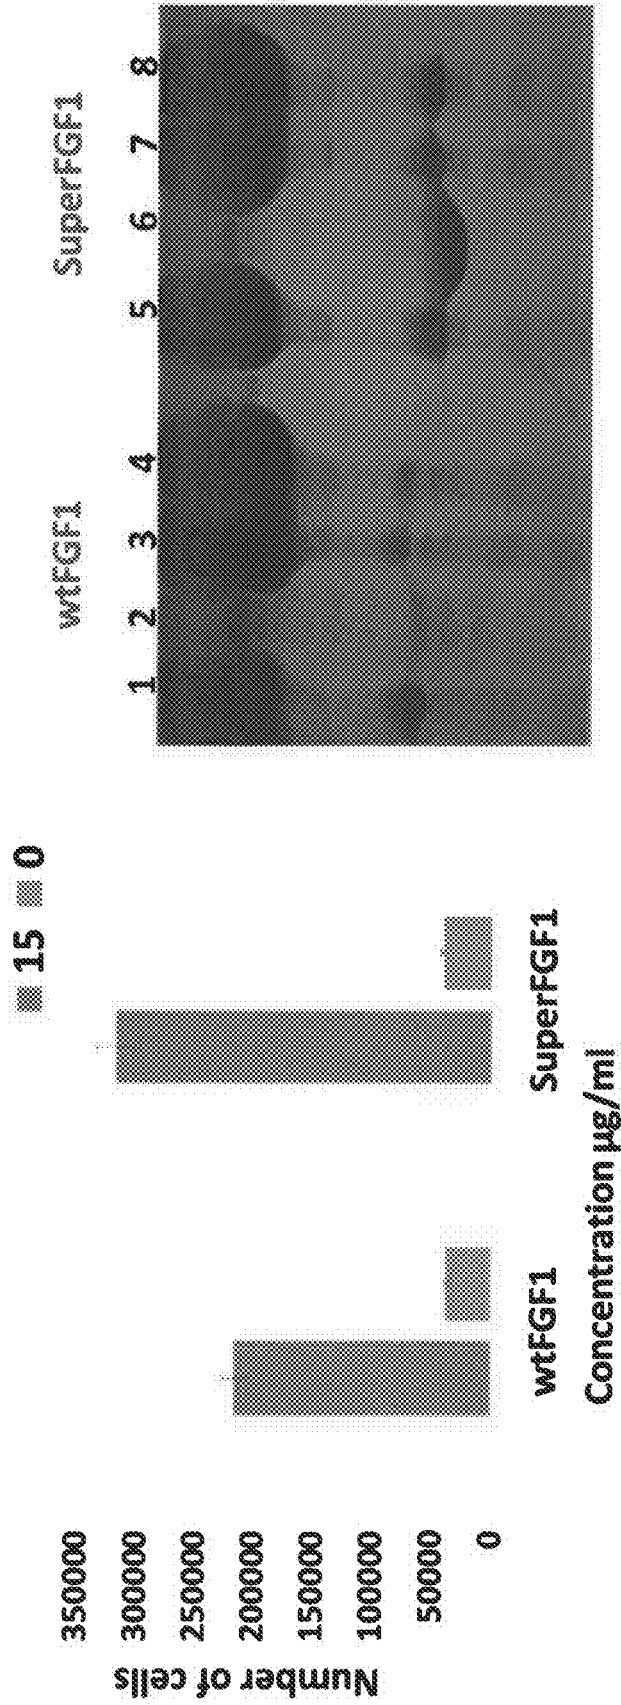 Number of cells
350000
300000
250000
200000
150000
100000
50000
0
15 0
wtFGF1 SuperFGF1
Concentration µg/ml
wtFGF1 SuperFGF1
1 2 3 4 5 6 7 8